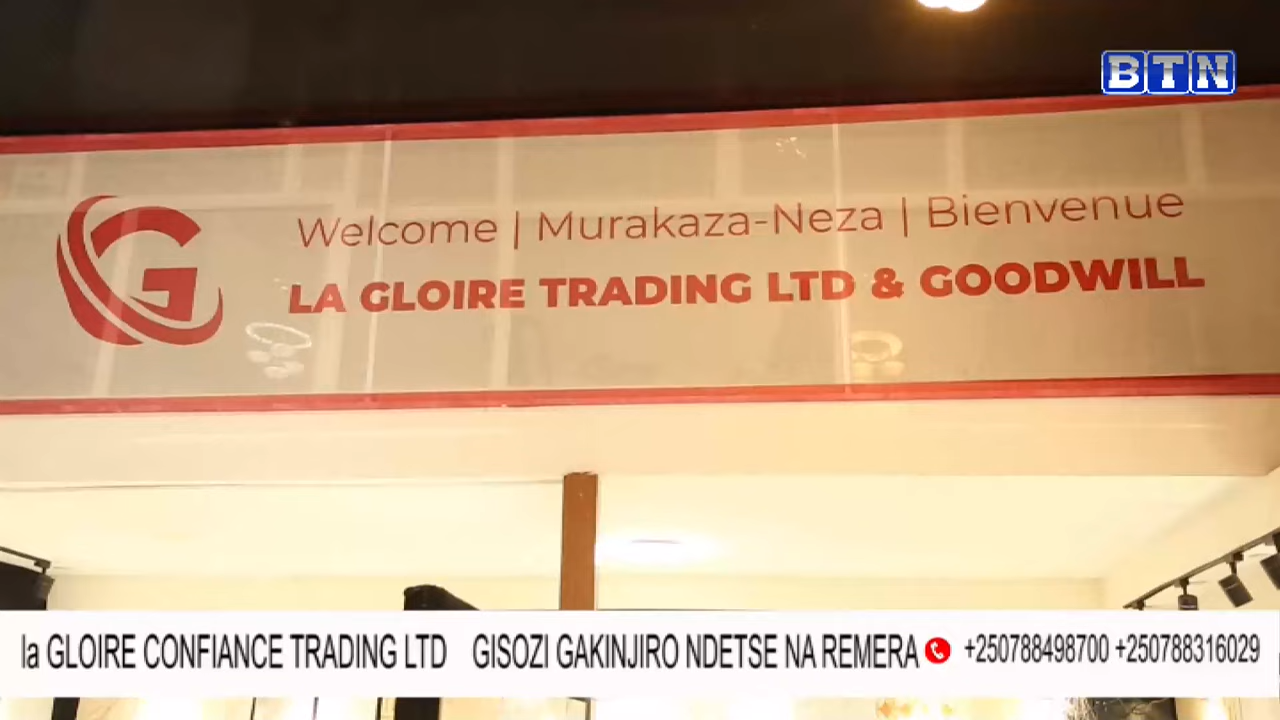 BTN
Welcome | Murakaza-Neza | Bienvenue
LA GLOIRE TRADING LTD & GOODWILL
la GLOIRE CONFIANCE TRADING LTD GISOZI GAKINJIRO NDETSE NA REMERA +250788498700 +250788316029